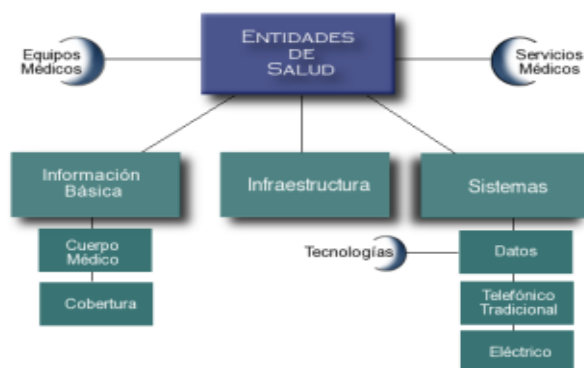 Equipos
Médicos
ENTIDADES
DE
SALUD
Servicios
Médicos
Información
Básica
Infraestructura
Sistemas
Cuerpo
Médico
Tecnologías
Datos
Cobertura
Telefónico
Tradicional
Eléctrico